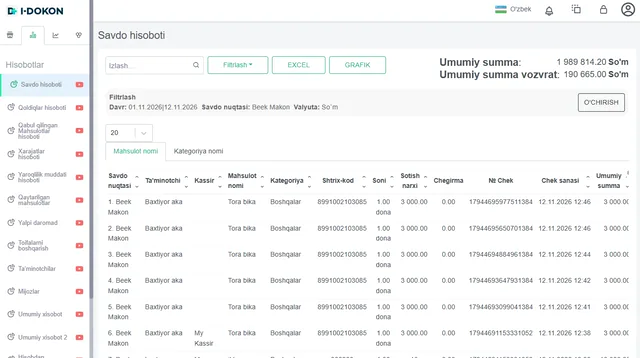 I-DOKON
O'zbek
Hisobotlar
Savdo hisoboti
Qoldiqlar hisoboti
Qabul qilingan
Mahsulotlar
hisoboti
Xarajatlar
hisoboti
Yaroqlilik muddati
hisoboti
Qaytarilgan
mahsulotlar
Yalpi daromad
Toifalarni
boshqarish
Ta'minotchilar
Mijozlar
Umumiy xisobot
Umumiy xisobot 2
Savdo hisoboti
Izlash...
Filtrlash
EXCEL
GRAFIK
Umumiy summa: 1 989 814.20 So'm
Umumiy summa vozvrat: 190 665.00 So'm
Filtrlash
Davr: 01.11.2026|12.11.2026 Savdo nuqtasi: Beek Makon Valyuta: So`m
O'CHIRISH
20
Mahsulot nomi Kategoriya nomi
Savdo nuqtasi Ta'minotchi Kassir Mahsulot nomi Kategoriya Shtrix-kod Soni Sotish narxi Chegirma № Chek Chek sanasi Umumiy summa
1. Beek Makon Baxtiyor aka Tora bika Boshqalar 8991002103085 1.00 dona 3 000.00 0.00 17944695977511384 12.11.2026 12:46 3 000.00
2. Beek Makon Baxtiyor aka Tora bika Boshqalar 8991002103085 1.00 dona 3 000.00 0.00 17944695650701384 12.11.2026 12:46 3 000.00
3. Beek Makon Baxtiyor aka Tora bika Boshqalar 8991002103085 1.00 dona 3 000.00 0.00 17944694884961384 12.11.2026 12:44 3 000.00
4. Beek Makon Baxtiyor aka Tora bika Boshqalar 8991002103085 1.00 dona 3 000.00 0.00 17944693647931384 12.11.2026 12:42 3 000.00
5. Beek Makon Baxtiyor aka Tora bika Boshqalar 8991002103085 1.00 dona 3 000.00 0.00 17944693099041384 12.11.2026 12:41 3 000.00
6. Beek Makon Baxtiyor aka My Kassir Tora bika Boshqalar 8991002103085 1.00 dona 3 000.00 0.00 17944691153331052 12.11.2026 12:38 3 000.00